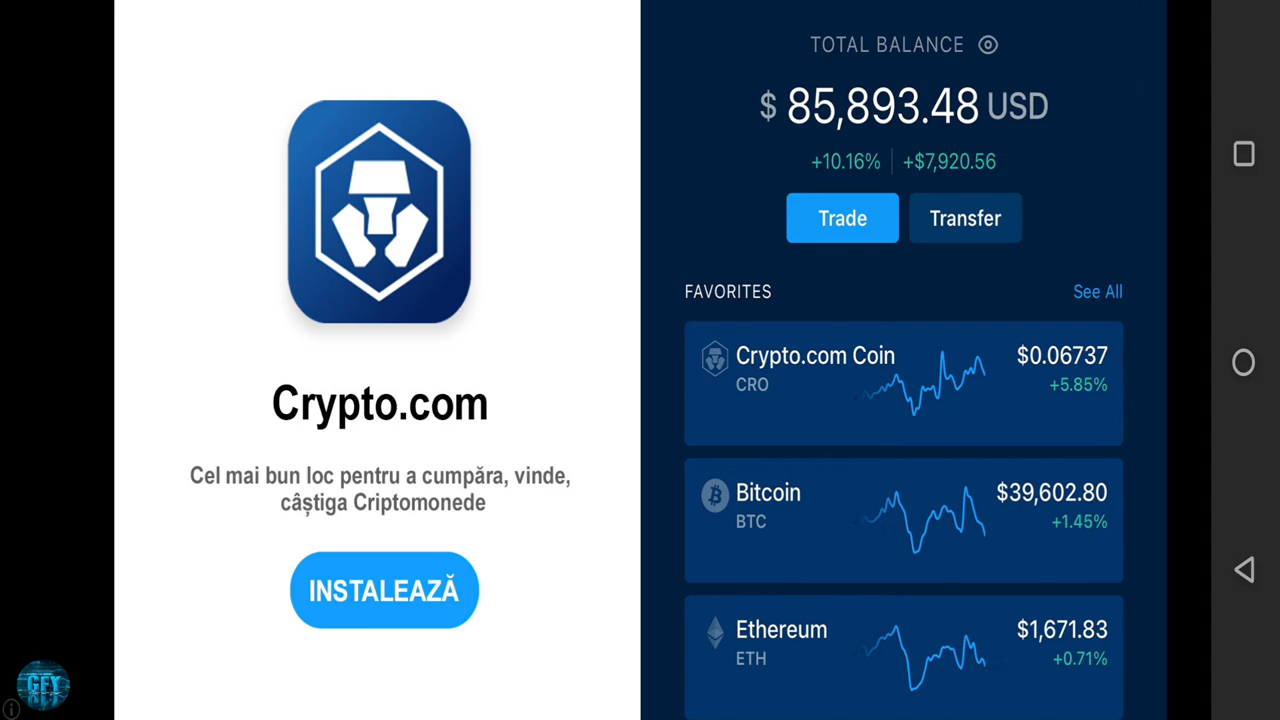 Crypto.com
Cel mai bun loc pentru a cumpăra, vinde,
câștiga Criptomonede
INSTALEAZĂ
TOTAL BALANCE
$ 85,893.48 USD
+10.16% +$7,920.56
Trade Transfer
FAVORITES See All
Crypto.com Coin $0.06737
CRO +5.85%
Bitcoin $39,602.80
BTC +1.45%
Ethereum $1,671.83
ETH +0.71%
GFY